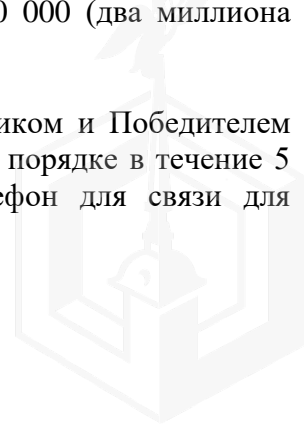 0 000 (два миллиона
иком и Победителем
порядке в течение 5
ефон для связи для